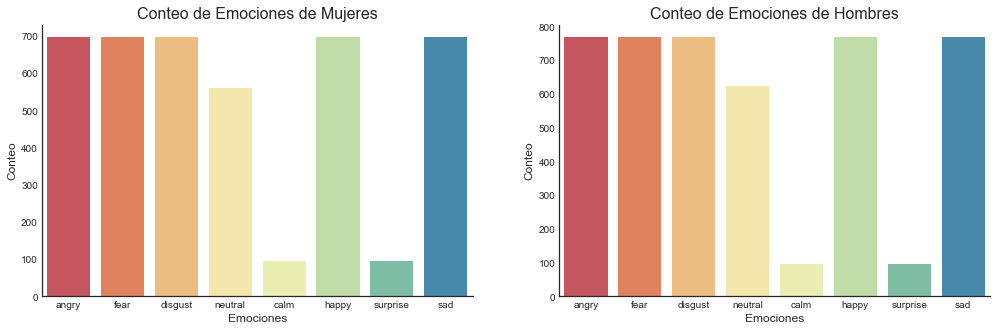 Conteo de Emociones de Mujeres
Conteo
700
600
500
400
300
200
100
0
angry fear disgust neutral calm happy surprise sad
Emociones
Conteo de Emociones de Hombres
Conteo
800
700
600
500
400
300
200
100
0
angry fear disgust neutral calm happy surprise sad
Emociones